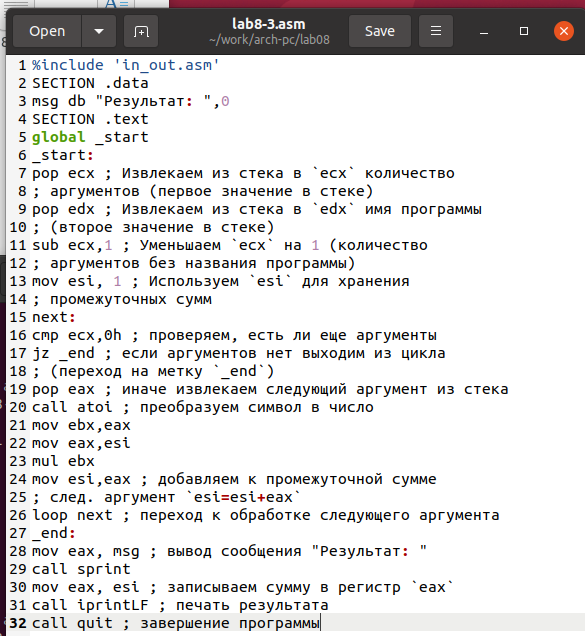 Open
lab8-3.asm
~/work/arch-pc/lab08
Save
1 %include 'in_out.asm'
2 SECTION .data
3 msg db "Результат: ",0
4 SECTION .text
5 global _start
6 _start:
7 pop ecx ; Извлекаем из стека в `ecx` количество
8 ; аргументов (первое значение в стеке)
9 pop edx ; Извлекаем из стека в `edx` имя программы
10 ; (второе значение в стеке)
11 sub ecx,1 ; Уменьшаем `ecx` на 1 (количество
12 ; аргументов без названия программы)
13 mov esi, 1 ; Используем `esi` для хранения
14 ; промежуточных сумм
15 next:
16 cmp ecx,0h ; проверяем, есть ли еще аргументы
17 jz _end ; если аргументов нет выходим из цикла
18 ; (переход на метку `_end`)
19 pop eax ; иначе извлекаем следующий аргумент из стека
20 call atoi ; преобразуем символ в число
21 mov ebx,eax
22 mov eax,esi
23 mul ebx
24 mov esi,eax ; добавляем к промежуточной сумме
25 ; след. аргумент `esi=esi+eax`
26 loop next ; переход к обработке следующего аргумента
27 _end:
28 mov eax, msg ; вывод сообщения "Результат: "
29 call sprint
30 mov eax, esi ; записываем сумму в регистр `eax`
31 call iprintLF ; печать результата
32 call quit ; завершение программы